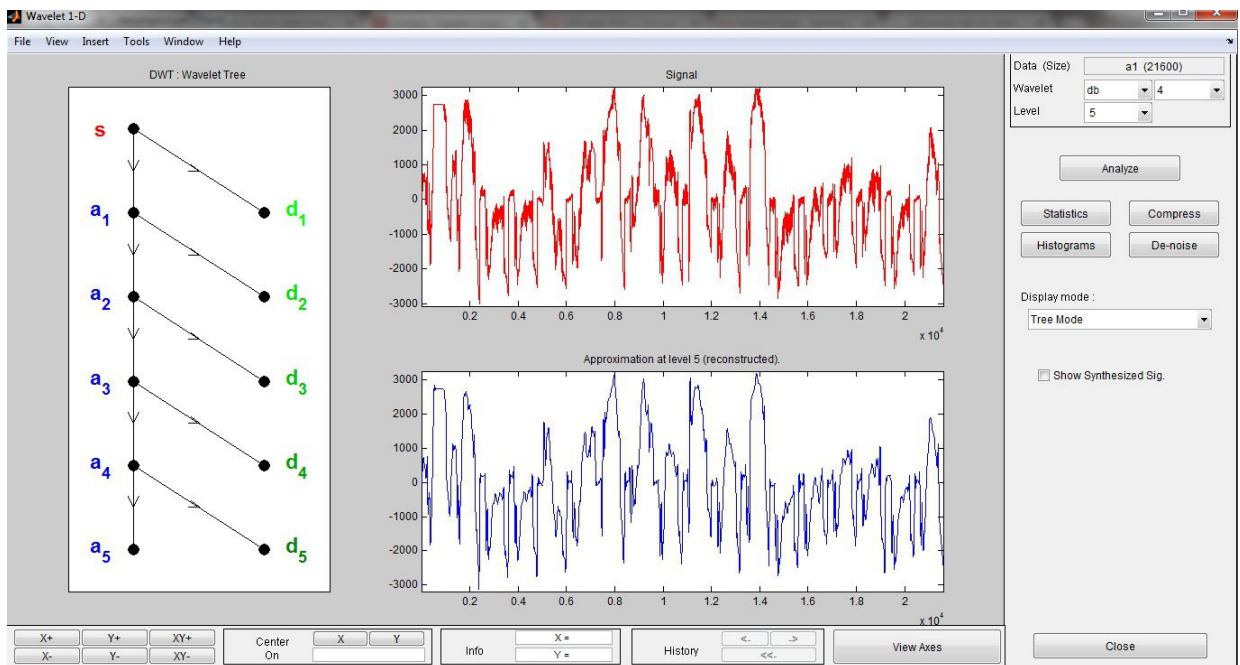 Wavelet 1-D
File View Insert Tools Window Help
DWT : Wavelet Tree
s
a1 d1
a2 d2
a3 d3
a4 d4
a5 d5
Signal
3000
2000
1000
0
-1000
-2000
-3000
0.2 0.4 0.6 0.8 1 1.2 1.4 1.6 1.8 2
x 10^4
Approximation at level 5 (reconstructed).
3000
2000
1000
0
-1000
-2000
-3000
0.2 0.4 0.6 0.8 1 1.2 1.4 1.6 1.8 2
x 10^4
Data (Size) a1 (21600)
Wavelet db 4
Level 5
Analyze
Statistics Compress
Histograms De-noise
Display mode :
Tree Mode
Show Synthesized Sig.
X+ Y+ XY+
X- Y- XY-
Center On X Y
Info X =
Y =
History <- ->
<<-
View Axes
Close